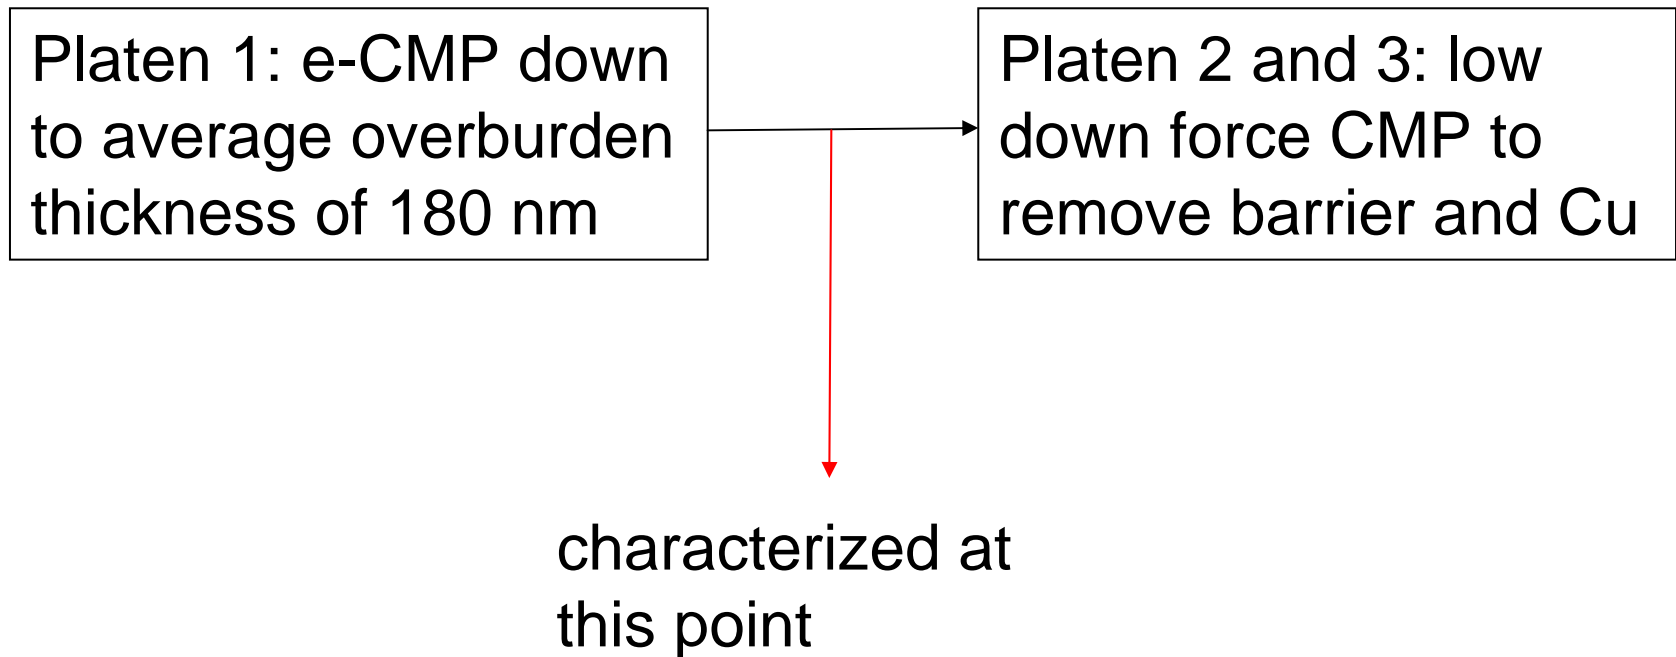 Platen 1: e-CMP down
to average overburden
thickness of 180 nm
Platen 2 and 3: low
down force CMP to
remove barrier and Cu
characterized at
this point